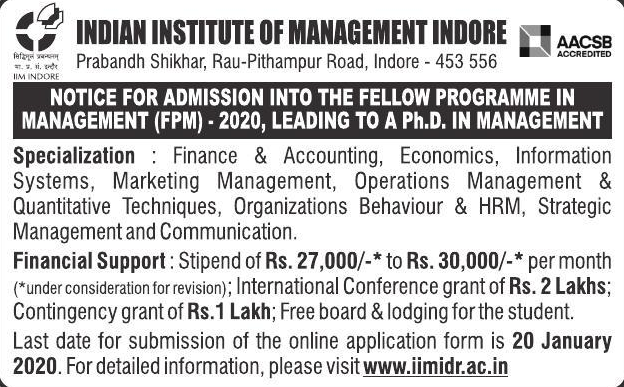 INDIAN INSTITUTE OF MANAGEMENT INDORE
Prabandh Shikhar, Rau-Pithampur Road, Indore - 453 556
सिद्धिमूलं प्रबन्धनम्
भा. प्र. सं. इन्दौर
IIM INDORE
AACSB
ACCREDITED
NOTICE FOR ADMISSION INTO THE FELLOW PROGRAMME IN
MANAGEMENT (FPM) - 2020, LEADING TO A Ph.D. IN MANAGEMENT
Specialization : Finance & Accounting, Economics, Information
Systems, Marketing Management, Operations Management &
Quantitative Techniques, Organizations Behaviour & HRM, Strategic
Management and Communication.
Financial Support : Stipend of Rs. 27,000/-* to Rs. 30,000/-* per month
(*under consideration for revision); International Conference grant of Rs. 2 Lakhs;
Contingency grant of Rs.1 Lakh; Free board & lodging for the student.
Last date for submission of the online application form is 20 January
2020. For detailed information, please visit www.iimidr.ac.in